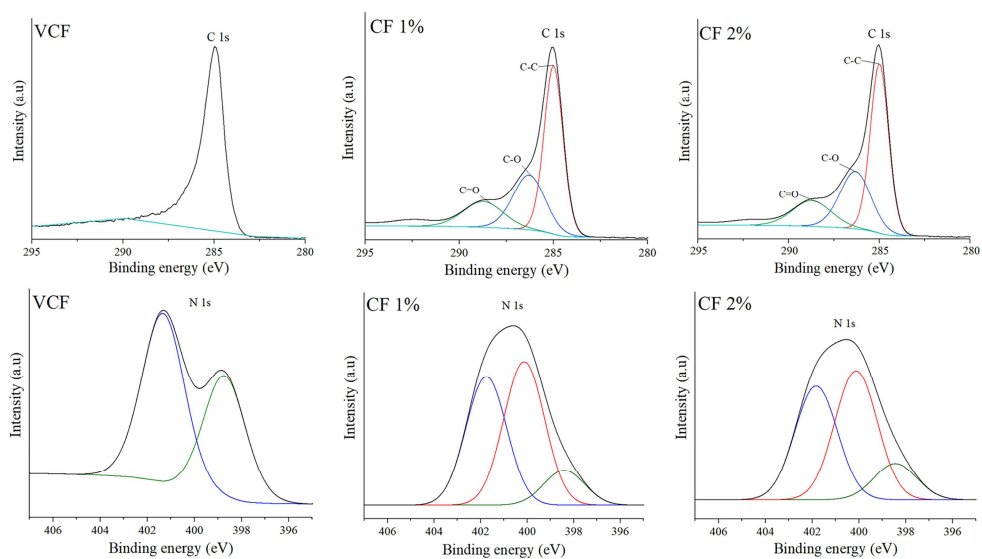 VCF
C 1s
Intensity (a.u)
295
290
285
280
Binding energy (eV)
CF 1%
C 1s
C-C
C-O
C=O
Intensity (a.u)
295
290
285
280
Binding energy (eV)
CF 2%
C 1s
C-C
C-O
C=O
Intensity (a.u)
295
290
285
280
Binding energy (eV)
VCF
N 1s
Intensity (a.u)
406
404
402
400
398
396
Binding energy (eV)
CF 1%
N 1s
Intensity (a.u)
406
404
402
400
398
396
Binding energy (eV)
CF 2%
N 1s
Intensity (a.u)
406
404
402
400
398
396
Binding energy (eV)